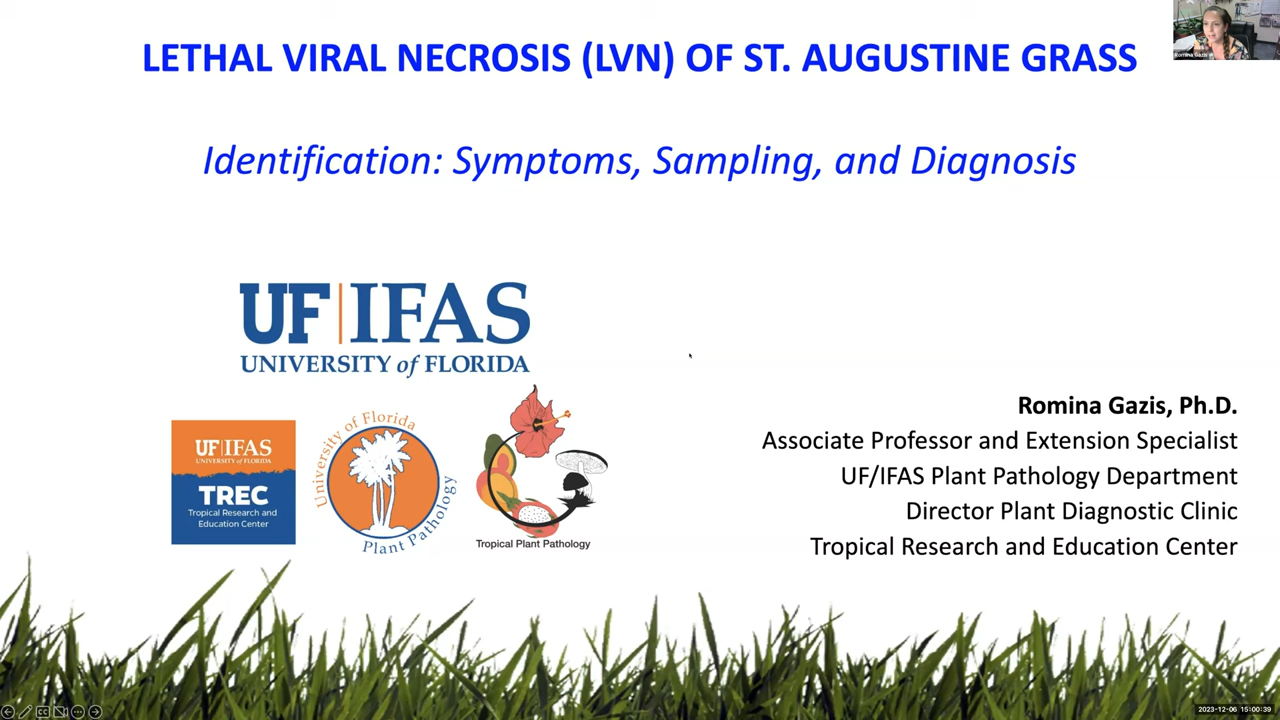 LETHAL VIRAL NECROSIS (LVN) OF ST. AUGUSTINE GRASS
Romina Gazis
Identification: Symptoms, Sampling, and Diagnosis
UF|IFAS
UNIVERSITY of FLORIDA
UF|IFAS
UNIVERSITY of FLORIDA
TREC
Tropical Research and
Education Center
University of Florida
Plant Pathology
Tropical Plant Pathology
Romina Gazis, Ph.D.
Associate Professor and Extension Specialist
UF/IFAS Plant Pathology Department
Director Plant Diagnostic Clinic
Tropical Research and Education Center
CC
2023-12-06 15:00:39